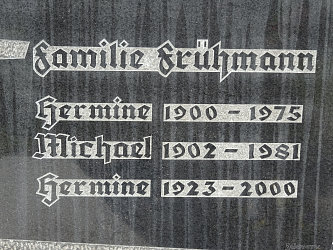 Familie Frühmann
Hermine 1900 – 1975
Michael 1902 – 1981
Hermine 1923 – 2000